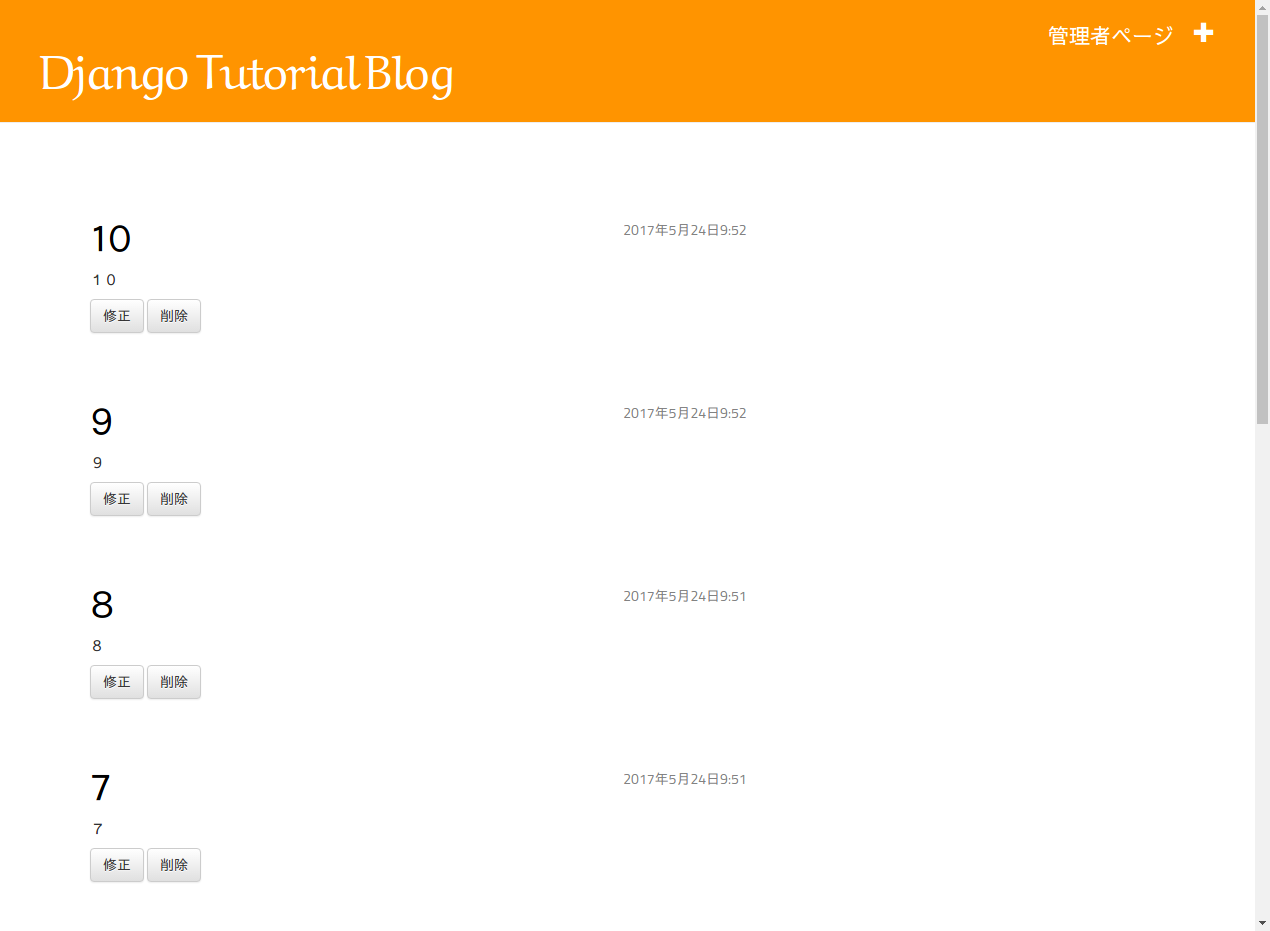 管理者ページ
Django Tutorial Blog
10
2017年5月24日9:52
１０
修正 削除
9
2017年5月24日9:52
９
修正 削除
8
2017年5月24日9:51
８
修正 削除
7
2017年5月24日9:51
７
修正 削除